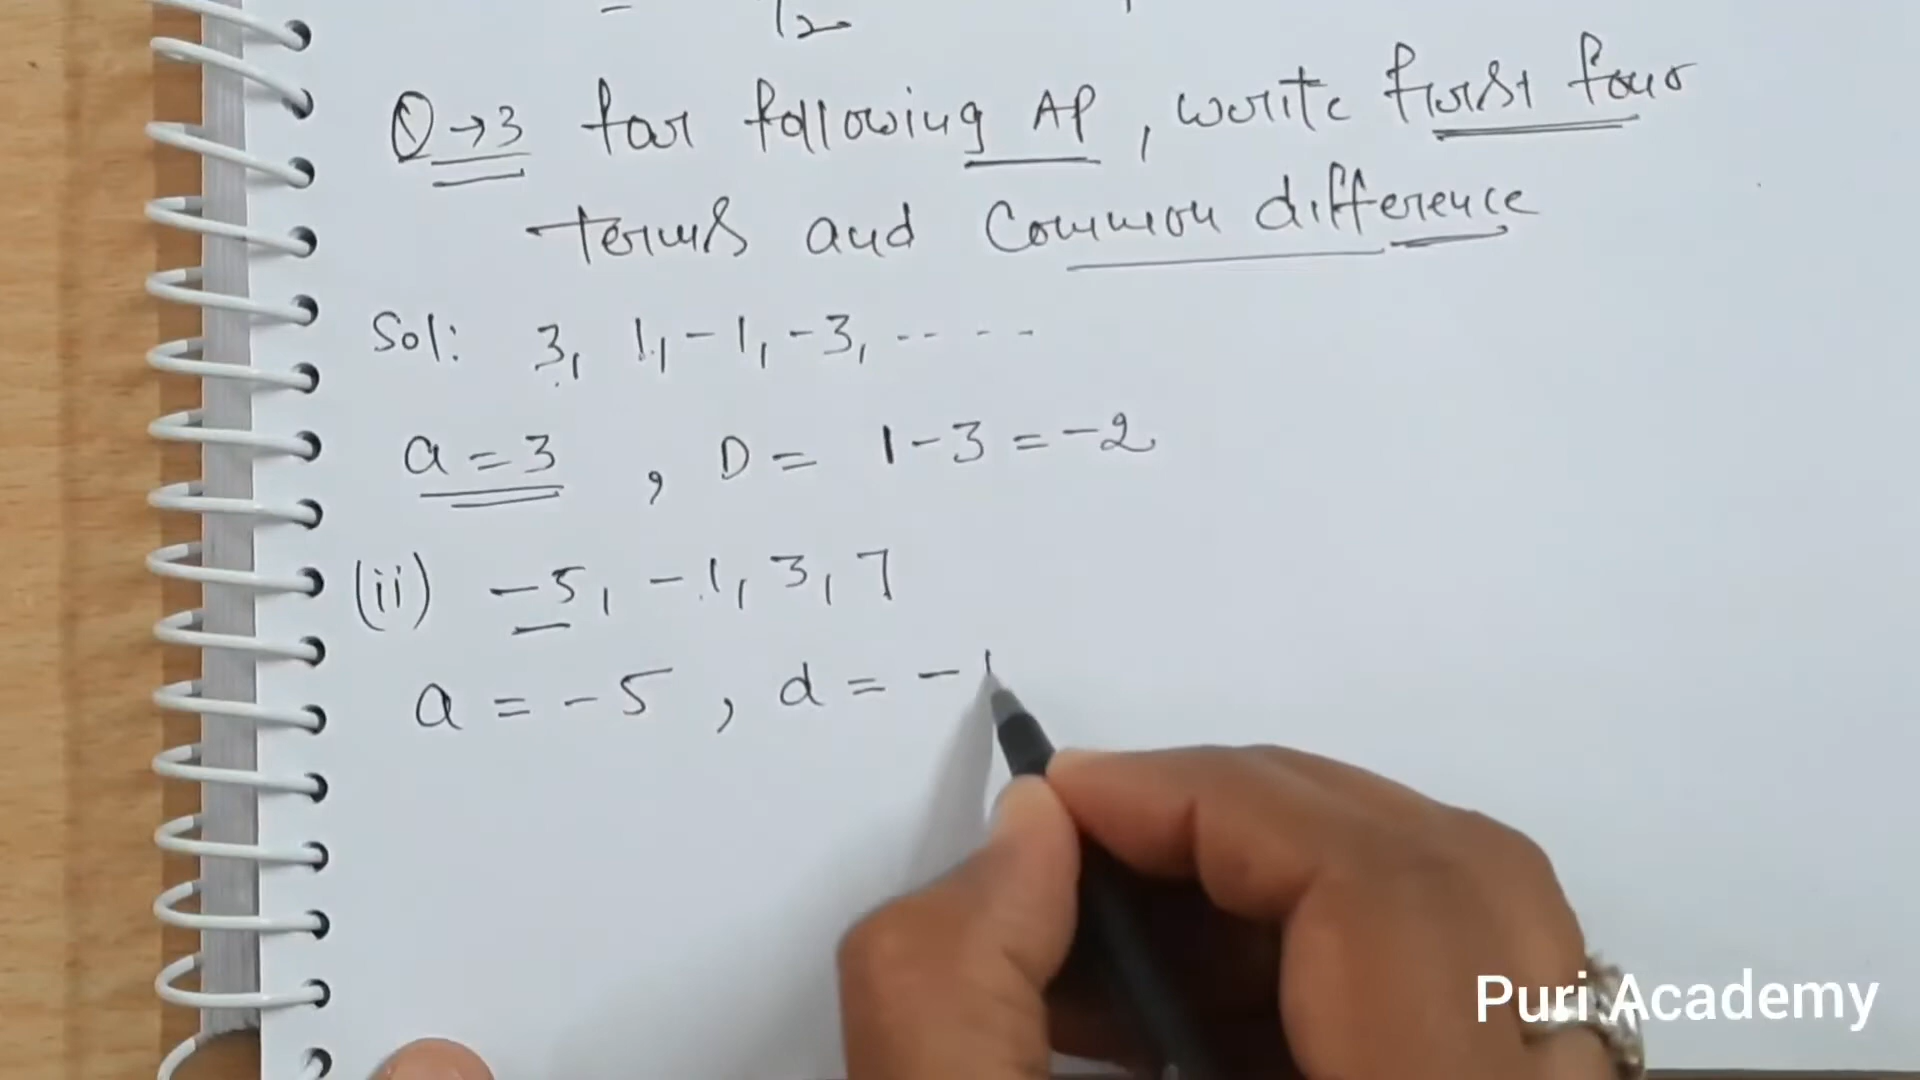 12
Q→3 for following AP, write first four
terms and Common difference
Sol: 3, 1, -1, -3, ----
a = 3 , D = 1-3 = -2
(ii) -5, -1, 3, 7
a = -5 , d = -1
Puri Academy